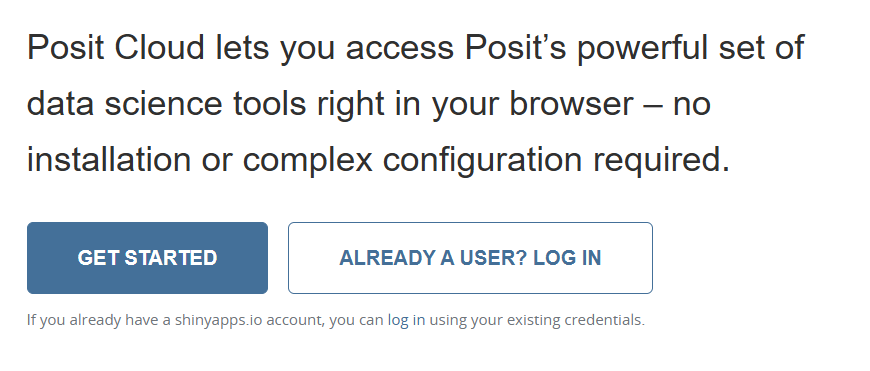 Posit Cloud lets you access Posit’s powerful set of
data science tools right in your browser – no
installation or complex configuration required.
GET STARTED
ALREADY A USER? LOG IN
If you already have a shinyapps.io account, you can log in using your existing credentials.